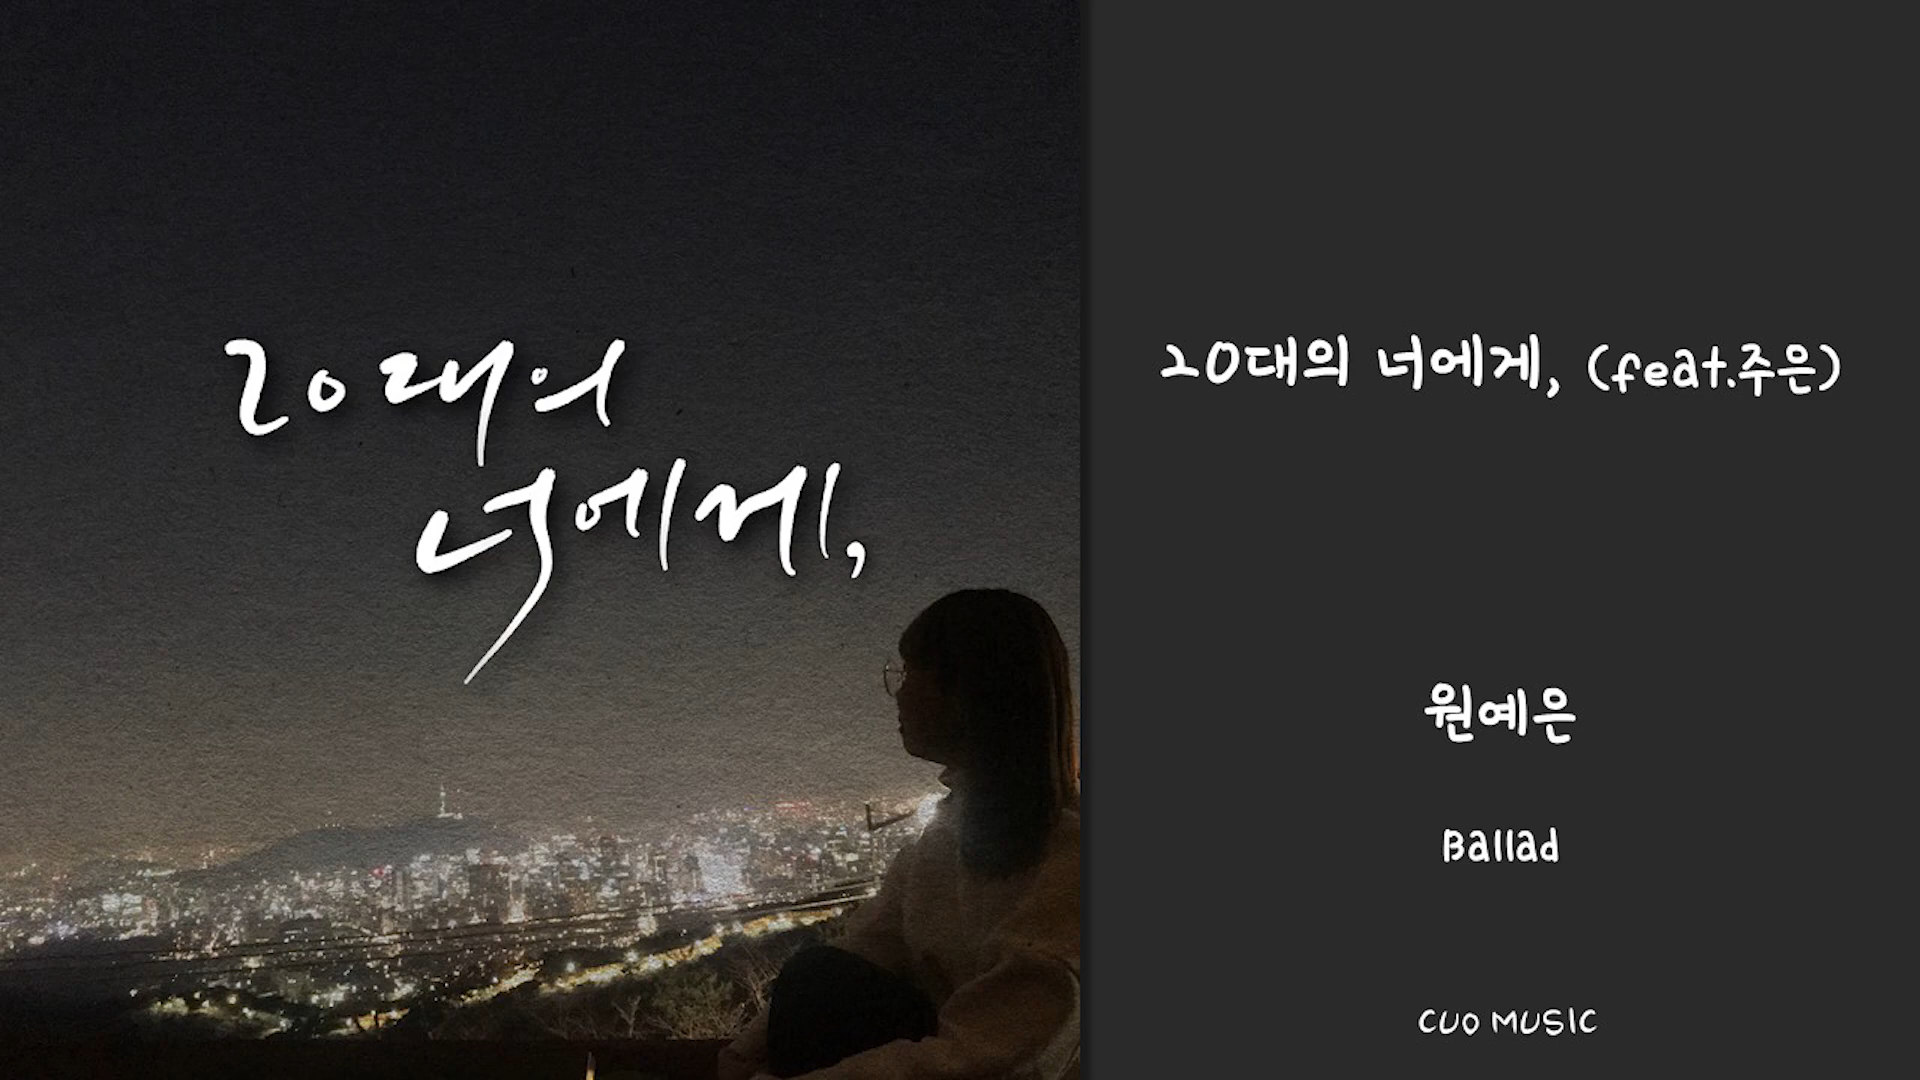 20대의
너에게,
20대의 너에게, (feat.주은)
원예은
Ballad
CUO MUSIC